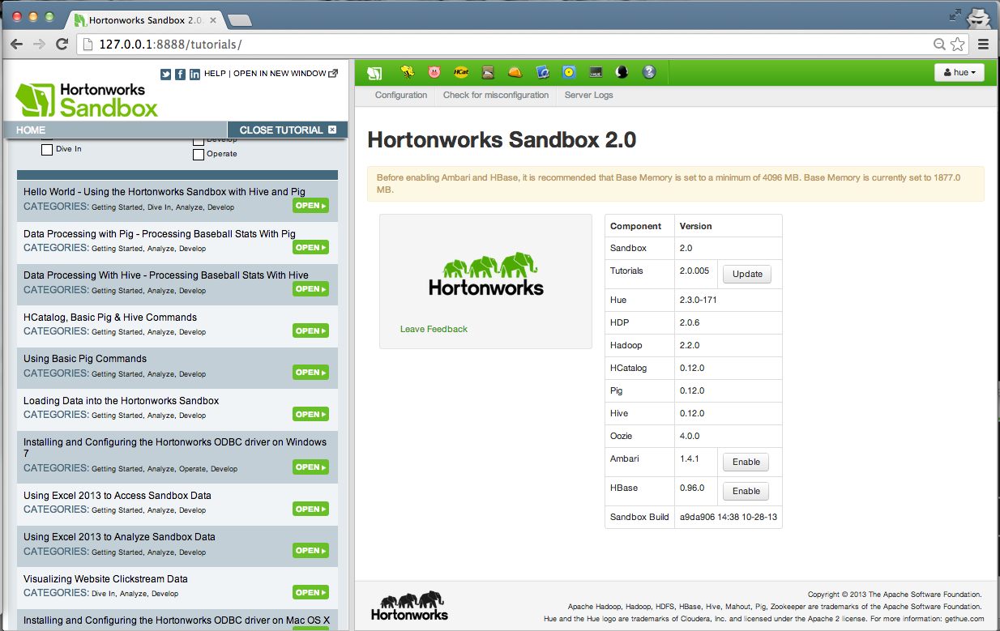 Hortonworks Sandbox 2.0
127.0.0.1:8888/tutorials/
HELP | OPEN IN NEW WINDOW
Hortonworks
Sandbox
HOME
CLOSE TUTORIAL
Develop
Dive In
Operate
Hello World - Using the Hortonworks Sandbox with Hive and Pig
CATEGORIES: Getting Started, Dive In, Analyze, Develop
OPEN
Data Processing with Pig - Processing Baseball Stats With Pig
CATEGORIES: Getting Started, Analyze, Develop
OPEN
Data Processing With Hive - Processing Baseball Stats With Hive
CATEGORIES: Getting Started, Analyze, Develop
OPEN
HCatalog, Basic Pig & Hive Commands
CATEGORIES: Getting Started, Analyze, Develop
OPEN
Using Basic Pig Commands
CATEGORIES: Getting Started, Analyze, Develop
OPEN
Loading Data into the Hortonworks Sandbox
CATEGORIES: Getting Started, Analyze, Develop
OPEN
Installing and Configuring the Hortonworks ODBC driver on Windows
7
CATEGORIES: Getting Started, Analyze, Operate, Develop
OPEN
Using Excel 2013 to Access Sandbox Data
CATEGORIES: Getting Started, Analyze, Develop
OPEN
Using Excel 2013 to Analyze Sandbox Data
CATEGORIES: Getting Started, Analyze, Develop
OPEN
Visualizing Website Clickstream Data
CATEGORIES: Dive In, Analyze, Develop
OPEN
Installing and Configuring the Hortonworks ODBC driver on Mac OS X
HCat
hue
Configuration
Check for misconfiguration
Server Logs
Hortonworks Sandbox 2.0
Before enabling Ambari and HBase, it is recommended that Base Memory is set to a minimum of 4096 MB. Base Memory is currently set to 1877.0
MB.
Hortonworks
Leave Feedback
Component Version
Sandbox 2.0
Tutorials 2.0.005 Update
Hue 2.3.0-171
HDP 2.0.6
Hadoop 2.2.0
HCatalog 0.12.0
Pig 0.12.0
Hive 0.12.0
Oozie 4.0.0
Ambari 1.4.1 Enable
HBase 0.96.0 Enable
Sandbox Build a9da906 14:38 10-28-13
Hortonworks
Copyright © 2013 The Apache Software Foundation.
Apache Hadoop, Hadoop, HDFS, HBase, Hive, Mahout, Pig, Zookeeper are trademarks of the Apache Software Foundation.
Hue and the Hue logo are trademarks of Cloudera, Inc. and licensed under the Apache 2 license. For more information: gethue.com